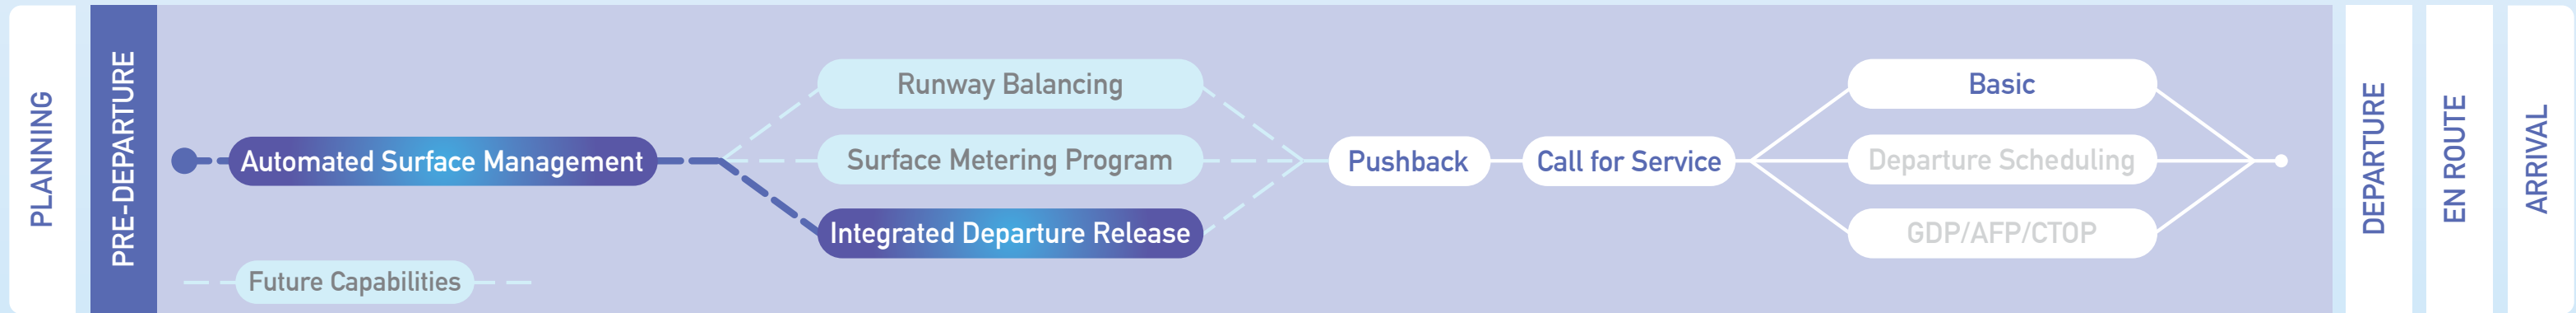 PLANNING
PRE-DEPARTURE
Automated Surface Management
Runway Balancing
Surface Metering Program
Integrated Departure Release
Future Capabilities
Pushback
Call for Service
Basic
Departure Scheduling
GDP/AFP/CTOP
DEPARTURE
EN ROUTE
ARRIVAL